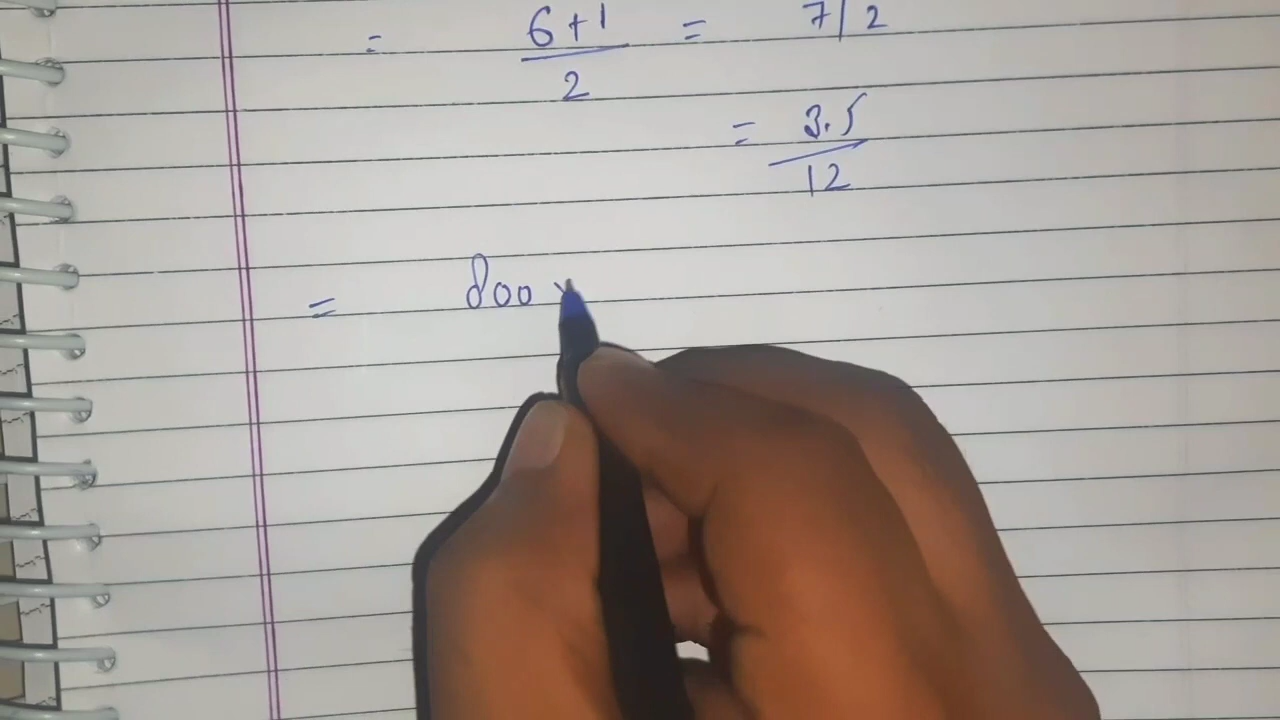 = 6+1 = 7/2
2
= 3.5
12
= 800 ×